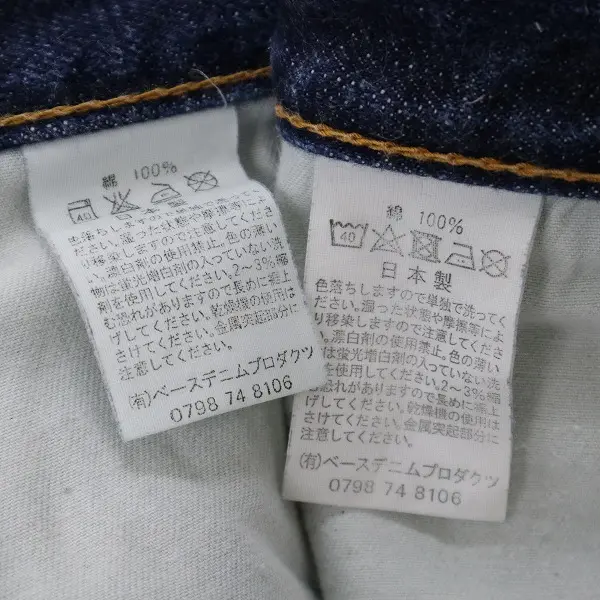 綿 100%
40
色落ちしますので単独で洗ってく
ださい。湿った状態や摩擦等によ
り移染しますので注意してくださ
い。漂白剤の使用禁止。色の薄い
物は蛍光増白剤の入っていない洗
剤を使用してください。2〜3%縮
む恐れがありますので長めに裾上
げしてください。乾燥機の使用は
さけてください。金属突起部分に
注意してください。
(有)ベースデニムプロダクツ
0798 74 8106
綿 100%
40
日本製
色落ちしますので単独で洗ってく
ださい。湿った状態や摩擦等によ
り移染しますので注意してくださ
い。漂白剤の使用禁止。色の薄い
は蛍光増白剤の入っていない洗
を使用してください。2〜3%縮
恐れがありますので長めに裾上
げしてください。乾燥機の使用は
さけてください。金属突起部分に
注意してください。
(有)ベースデニムプロダクツ
0798 74 8106